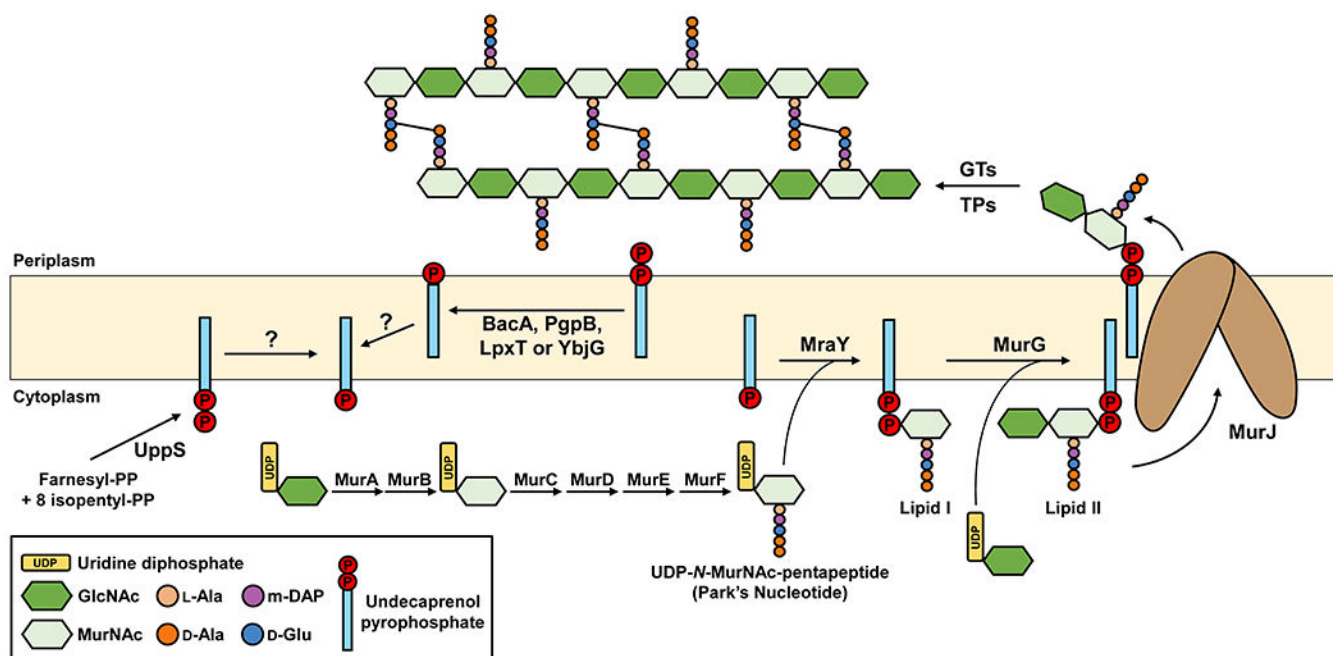 GTs
TPs
Periplasm
P
P
P
P
P
?
?
BacA, PgpB,
LpxT or YbjG
MraY
MurG
Cytoplasm
P
P
P
P
P
P
P
P
UppS
MurJ
Farnesyl-PP
+ 8 isopentyl-PP
UDP
MurA
MurB
UDP
MurC
MurD
MurE
MurF
UDP
Lipid I
Lipid II
UDP
UDP-N-MurNAc-pentapeptide
(Park's Nucleotide)
UDP
Uridine diphosphate
P
P
GlcNAc
L-Ala
m-DAP
MurNAc
D-Ala
D-Glu
Undecaprenol
pyrophosphate